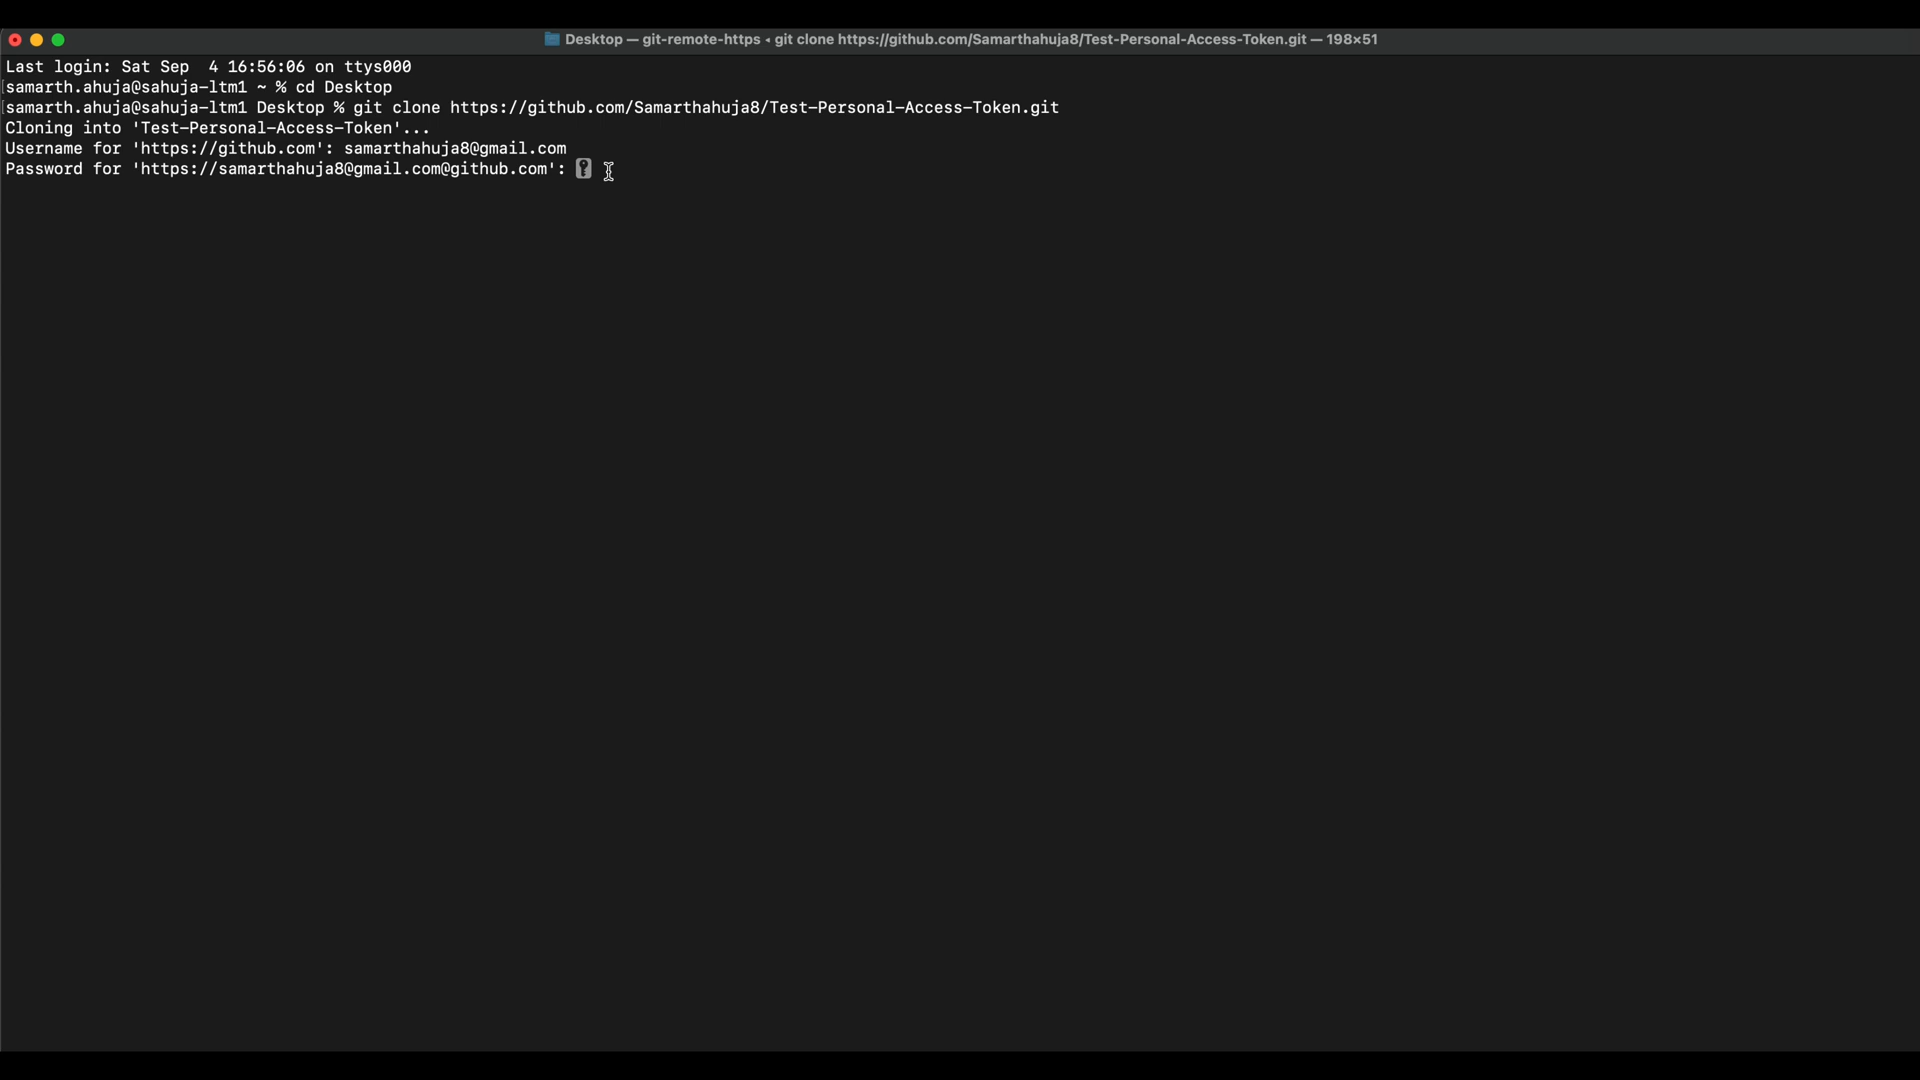 Desktop — git-remote-https ◂ git clone https://github.com/Samarthahuja8/Test-Personal-Access-Token.git — 198×51
Last login: Sat Sep  4 16:56:06 on ttys000
[samarth.ahuja@sahuja-ltm1 ~ % cd Desktop
[samarth.ahuja@sahuja-ltm1 Desktop % git clone https://github.com/Samarthahuja8/Test-Personal-Access-Token.git
Cloning into 'Test-Personal-Access-Token'...
Username for 'https://github.com': samarthahuja8@gmail.com
Password for 'https://samarthahuja8@gmail.com@github.com':